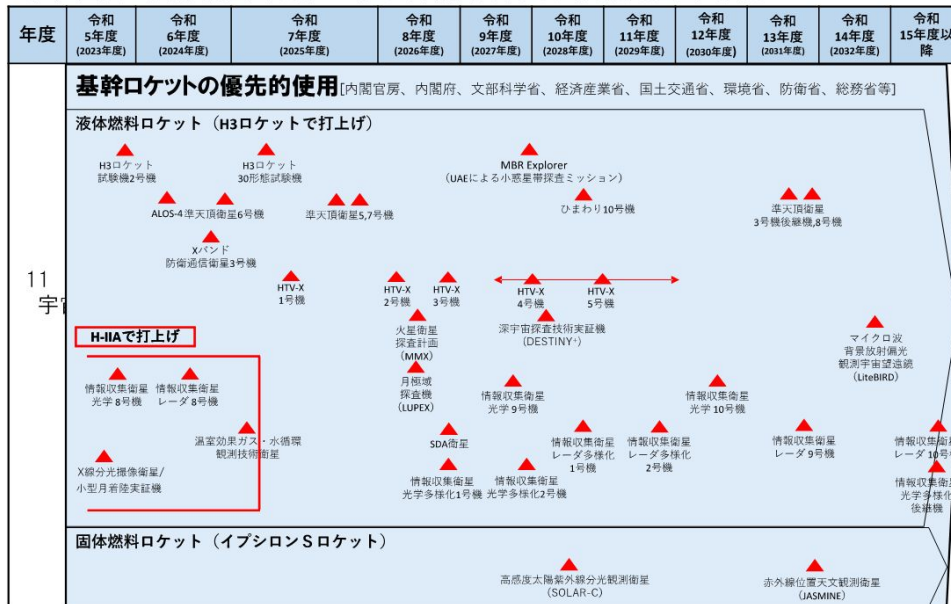 年度
令和
5年度
(2023年度)
令和
6年度
(2024年度)
令和
7年度
(2025年度)
令和
8年度
(2026年度)
令和
9年度
(2027年度)
令和
10年度
(2028年度)
令和
11年度
(2029年度)
令和
12年度
(2030年度)
令和
13年度
(2031年度)
令和
14年度
(2032年度)
令和
15年度以
降
11
宇
基幹ロケットの優先的使用[内閣官房、内閣府、文部科学省、経済産業省、国土交通省、環境省、防衛省、総務省等]
液体燃料ロケット（H3ロケットで打上げ）
H3ロケット
試験機2号機
H3ロケット
30形態試験機
MBR Explorer
（UAEによる小惑星帯探査ミッション）
ALOS-4
準天頂衛星6号機
準天頂衛星5,7号機
ひまわり10号機
準天頂衛星
3号機後継機,8号機
Xバンド
防衛通信衛星3号機
HTV-X
1号機
HTV-X
2号機
HTV-X
3号機
HTV-X
4号機
HTV-X
5号機
火星衛星
探査計画
(MMX)
深宇宙探査技術実証機
(DESTINY⁺)
マイクロ波
背景放射偏光
観測宇宙望遠鏡
(LiteBIRD)
H-IIAで打上げ
月極域
探査機
(LUPEX)
情報収集衛星
光学8号機
情報収集衛星
レーダ8号機
情報収集衛星
光学9号機
情報収集衛星
光学10号機
温室効果ガス・水循環
観測技術衛星
SDA衛星
情報収集衛星
レーダ多様化
1号機
情報収集衛星
レーダ多様化
2号機
情報収集衛星
レーダ9号機
情報収集衛星
レーダ10号機
X線分光撮像衛星/
小型月着陸実証機
情報収集衛星
光学多様化1号機
情報収集衛星
光学多様化2号機
情報収集衛星
光学多様化
後継機
固体燃料ロケット（イプシロンSロケット）
高感度太陽紫外線分光観測衛星
(SOLAR-C)
赤外線位置天文観測衛星
(JASMINE)